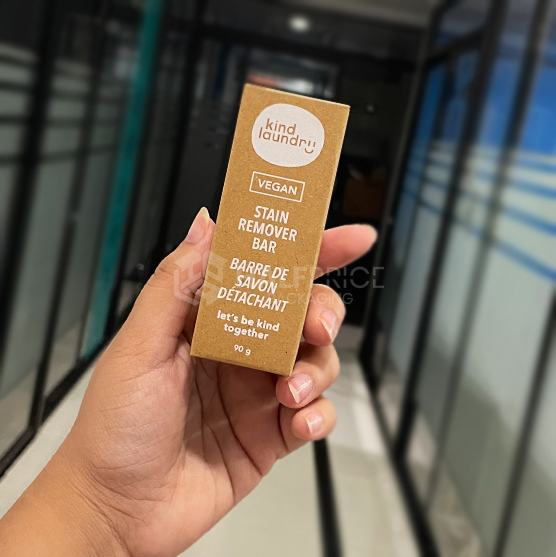 kind
laundry
VEGAN
STAIN
REMOVER
BAR
BARRE DE
SAVON
DÉTACHANT
let's be kind
together
90 g